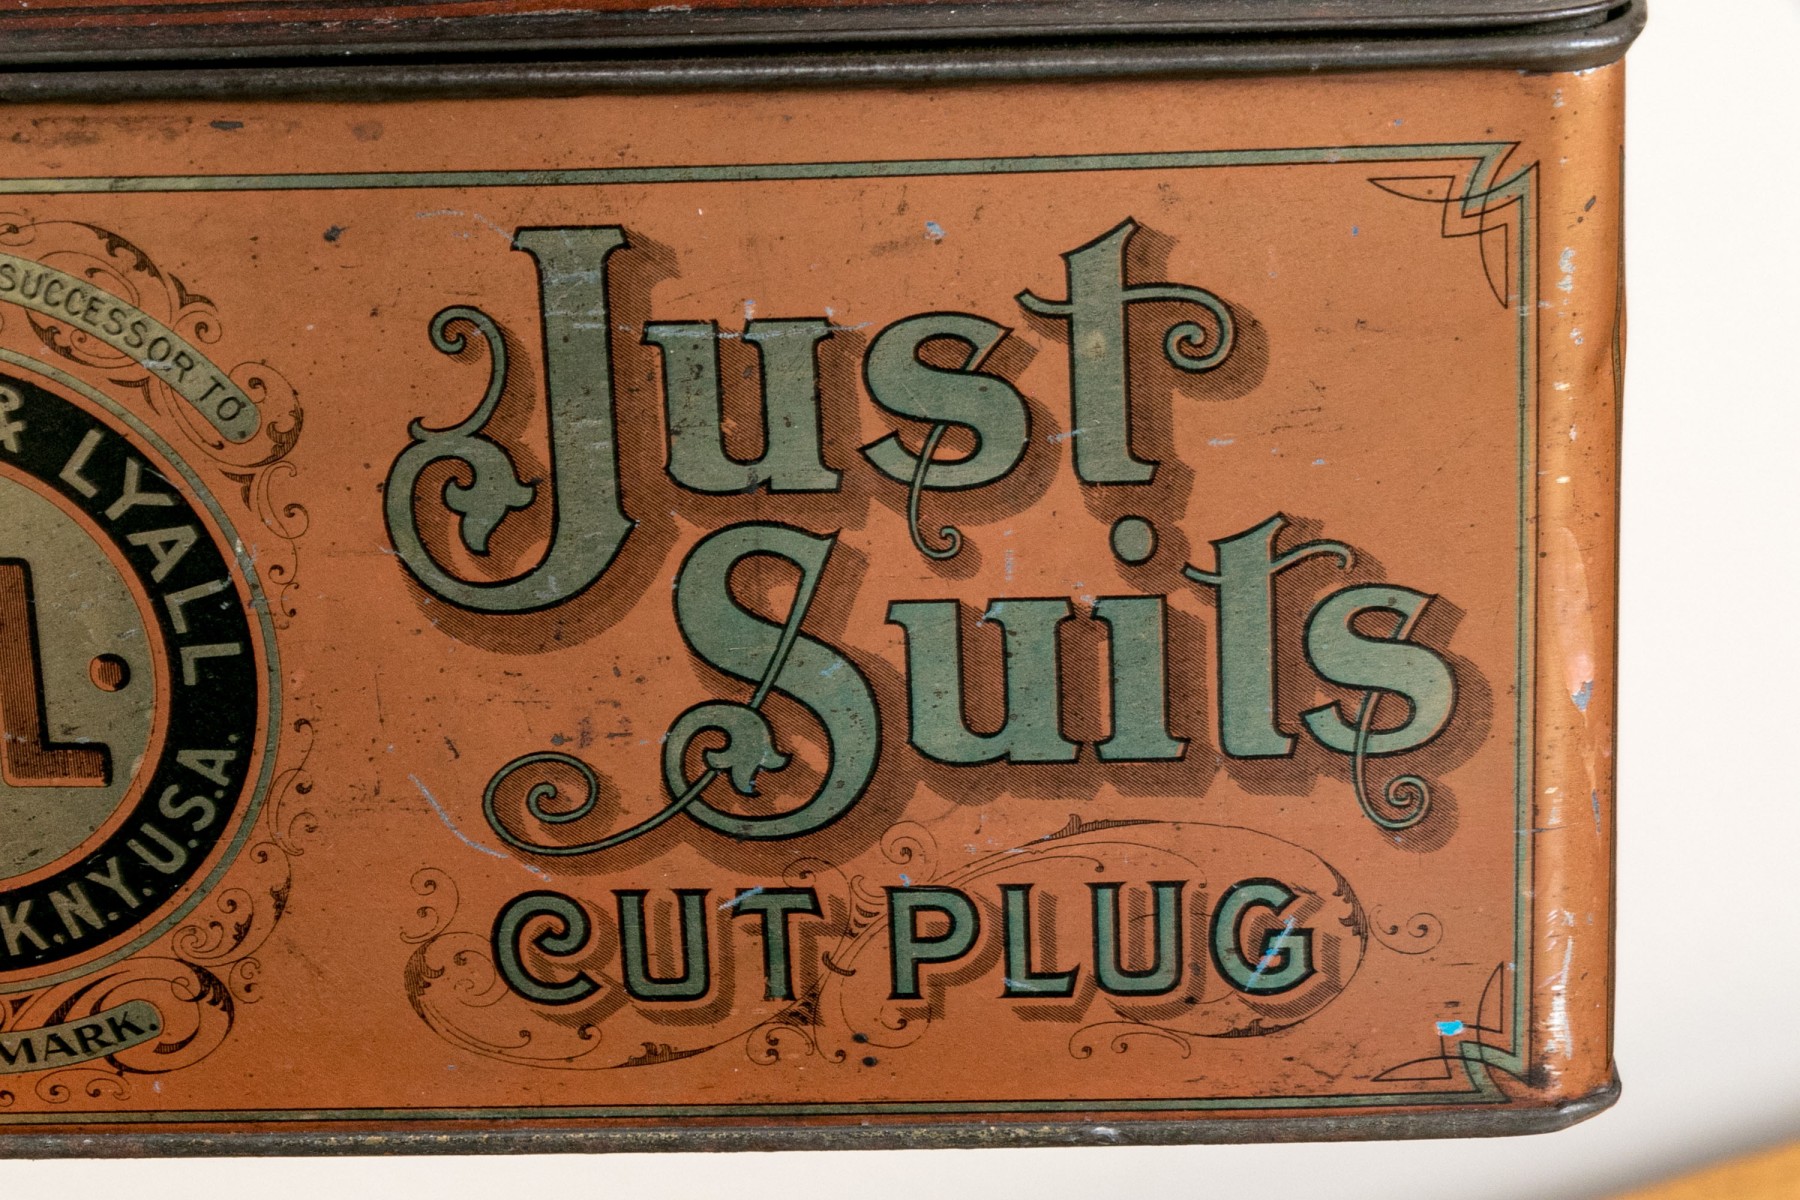 SUCCESSOR TO.
& LYALL
K.N.Y.U.S.A.
L.
MARK.
Just
Suits
CUT PLUG